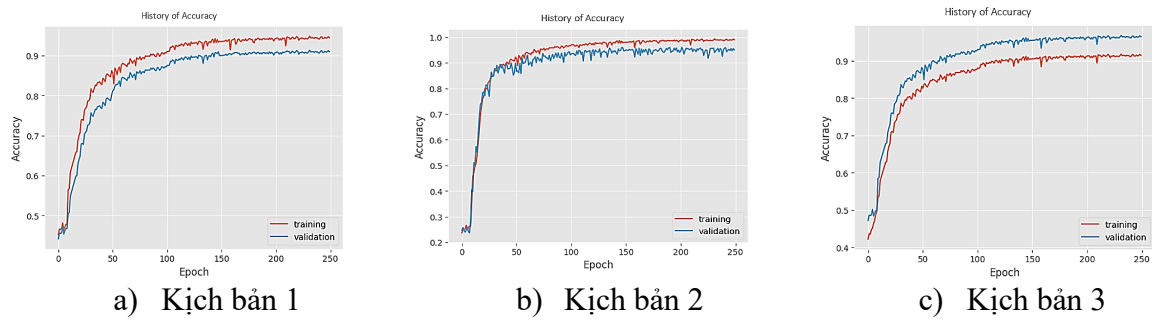 History of Accuracy
Accuracy
0.9
0.8
0.7
0.6
0.5
0
50
100
150
200
250
Epoch
training
validation
a) Kịch bản 1
History of Accuracy
Accuracy
1.0
0.9
0.8
0.7
0.6
0.5
0.4
0.3
0.2
0
50
100
150
200
250
Epoch
training
validation
b) Kịch bản 2
History of Accuracy
Accuracy
0.9
0.8
0.7
0.6
0.5
0.4
0
50
100
150
200
250
Epoch
training
validation
c) Kịch bản 3